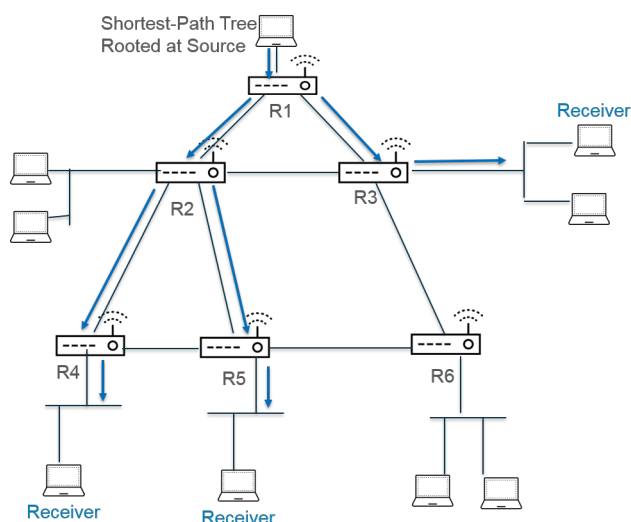 Shortest-Path Tree
Rooted at Source
R1
Receiver
R2
R3
R4
R5
R6
Receiver
Receiver